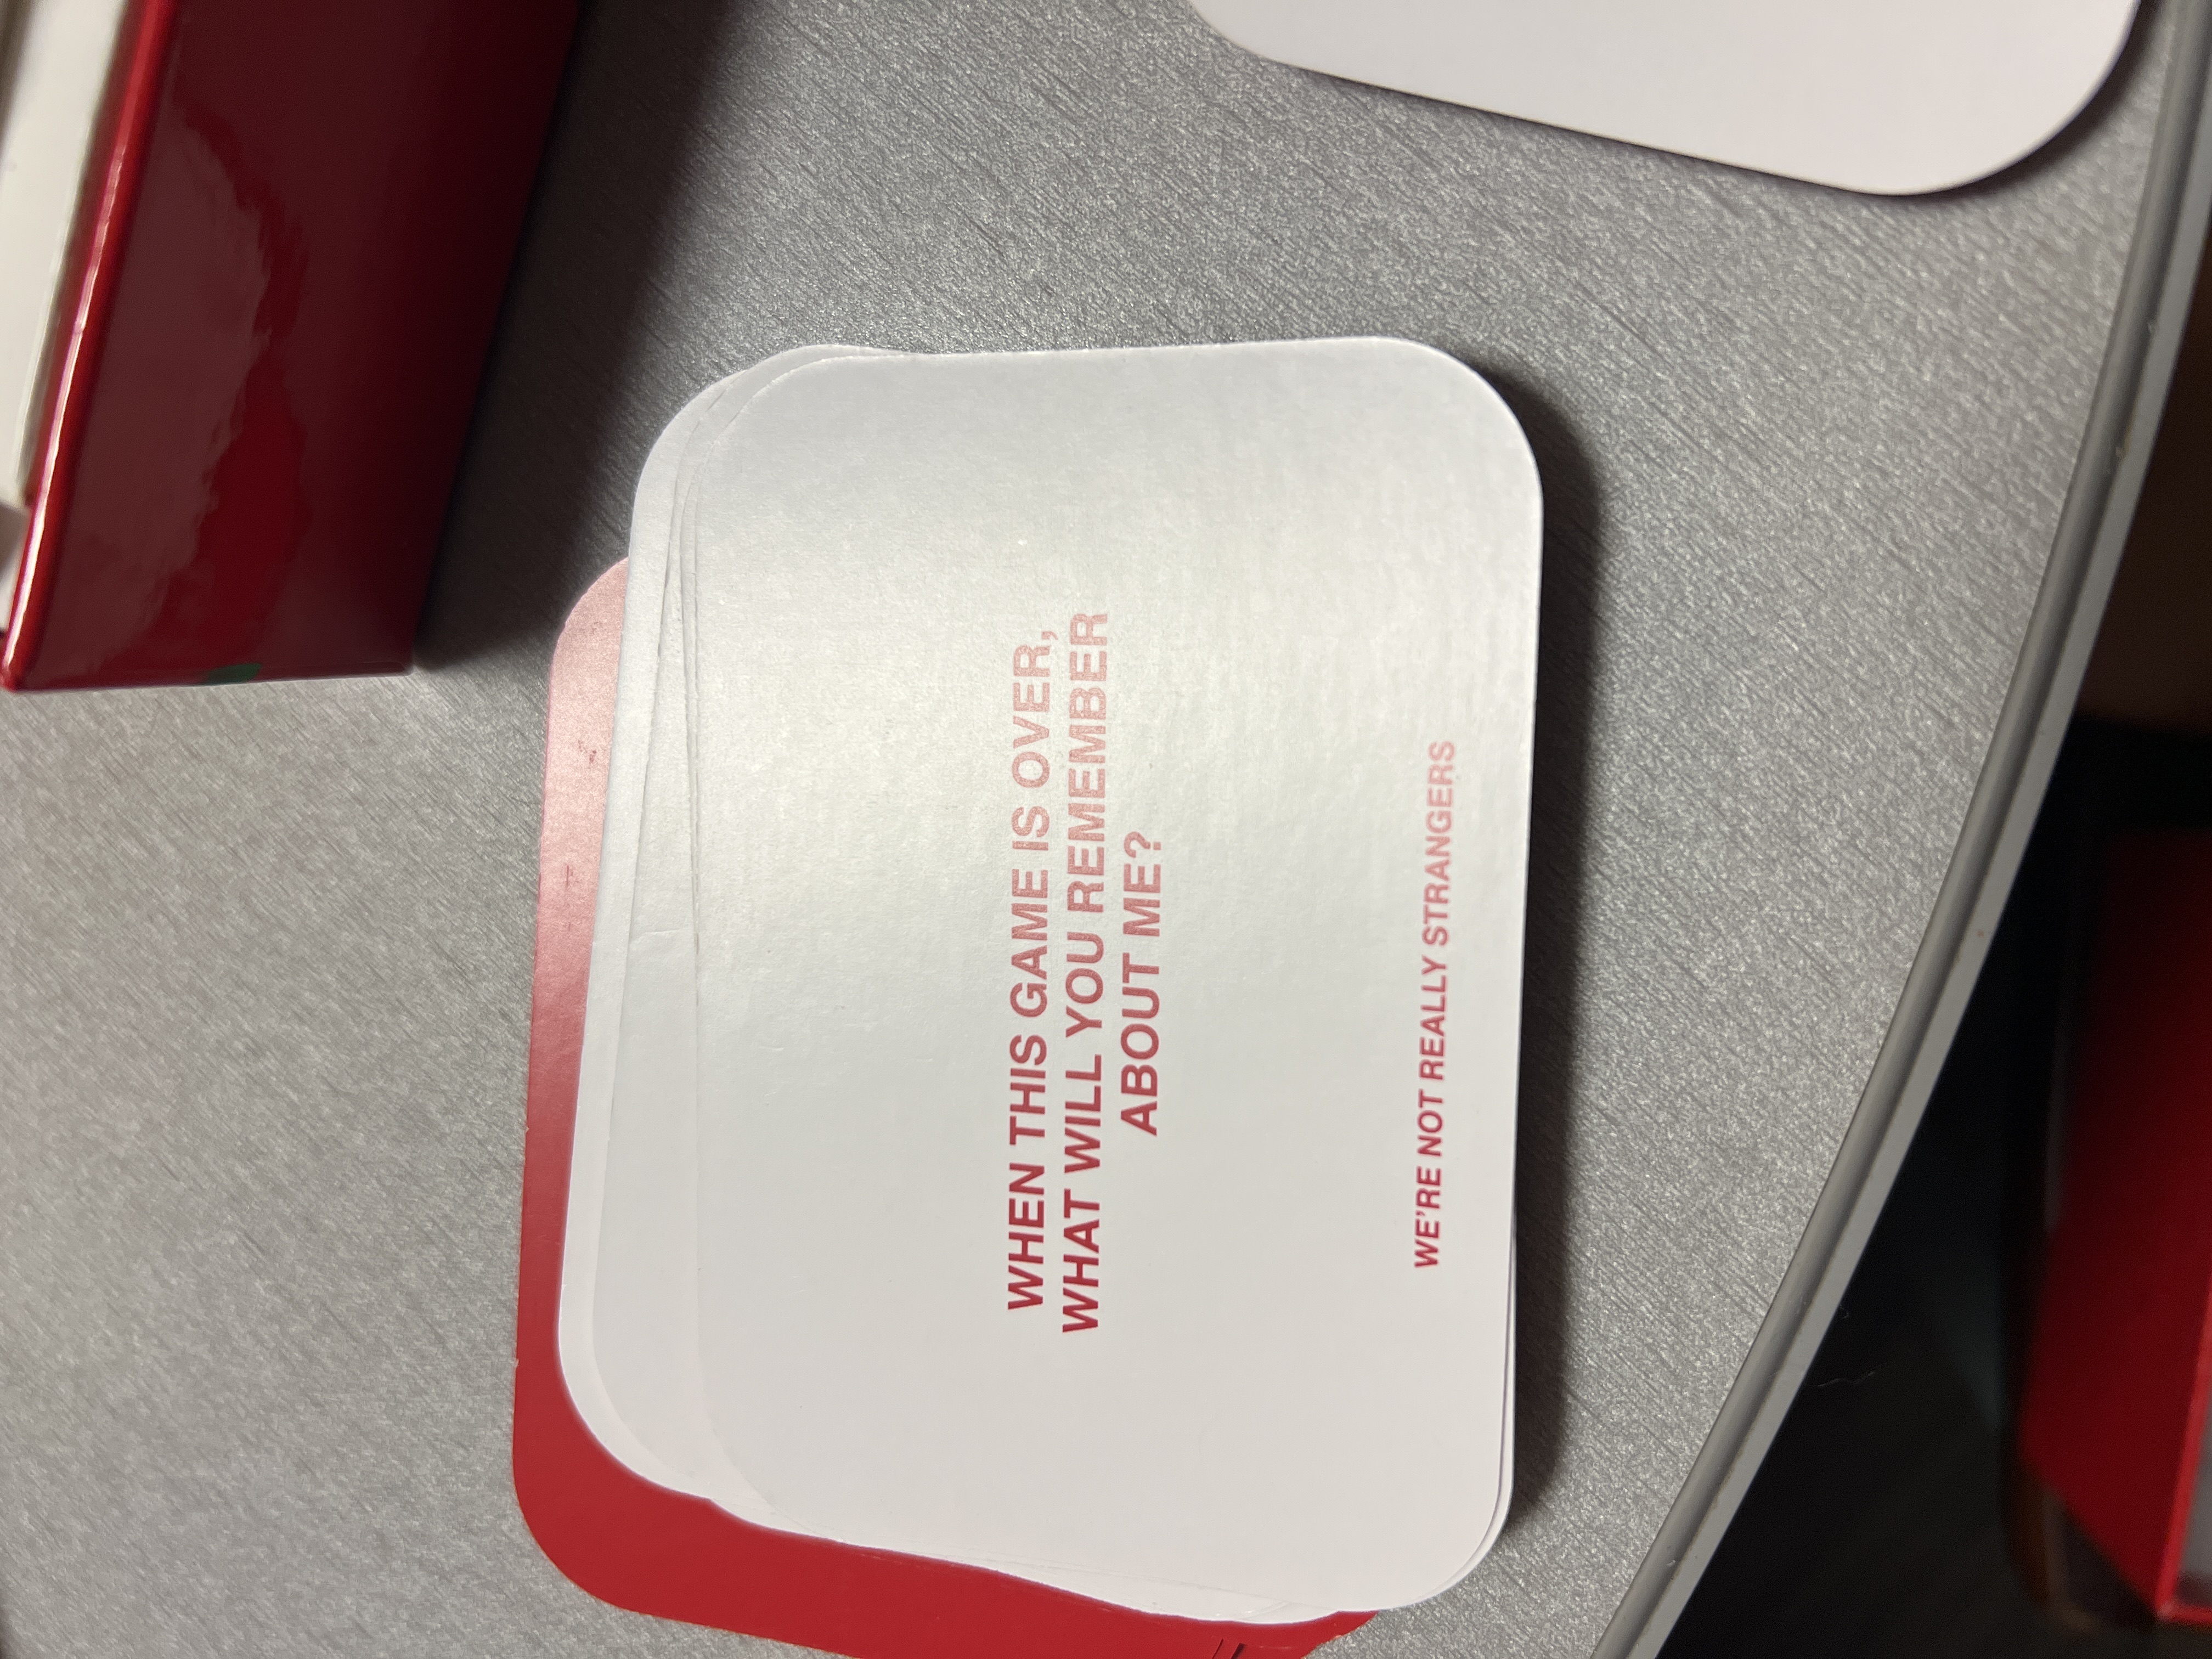 WHEN THIS GAME IS OVER,
WHAT WILL YOU REMEMBER
ABOUT ME?
WE'RE NOT REALLY STRANGERS